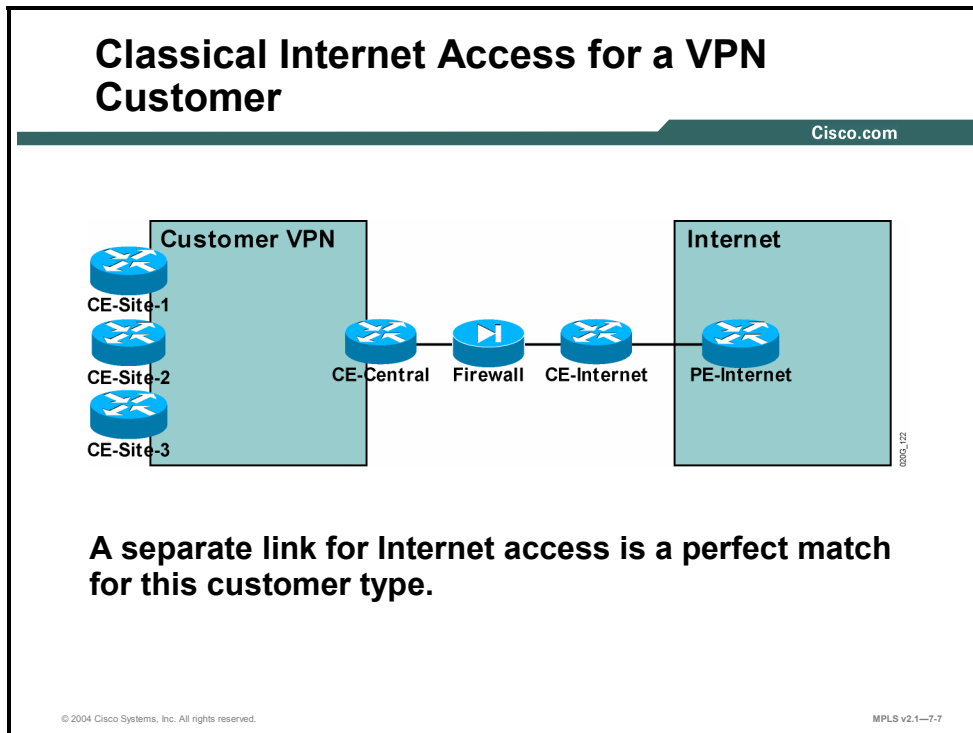 Classical Internet Access for a VPN
Customer
Cisco.com
Customer VPN
Internet
CE-Site-1
CE-Site-2
CE-Site-3
CE-Central
Firewall
CE-Internet
PE-Internet
020G_122
A separate link for Internet access is a perfect match
for this customer type.
© 2004 Cisco Systems, Inc. All rights reserved.
MPLS v2.1—7-7